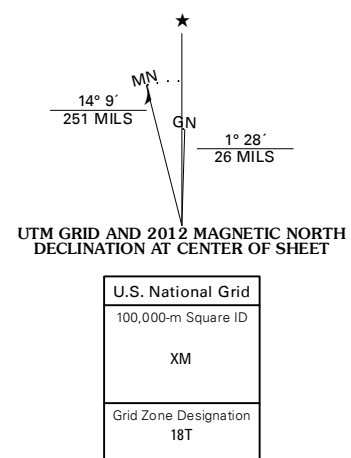 MN
14° 9´
251 MILS
GN
1° 28´
26 MILS
UTM GRID AND 2012 MAGNETIC NORTH
DECLINATION AT CENTER OF SHEET
U.S. National Grid
100,000-m Square ID
XM
Grid Zone Designation
18T